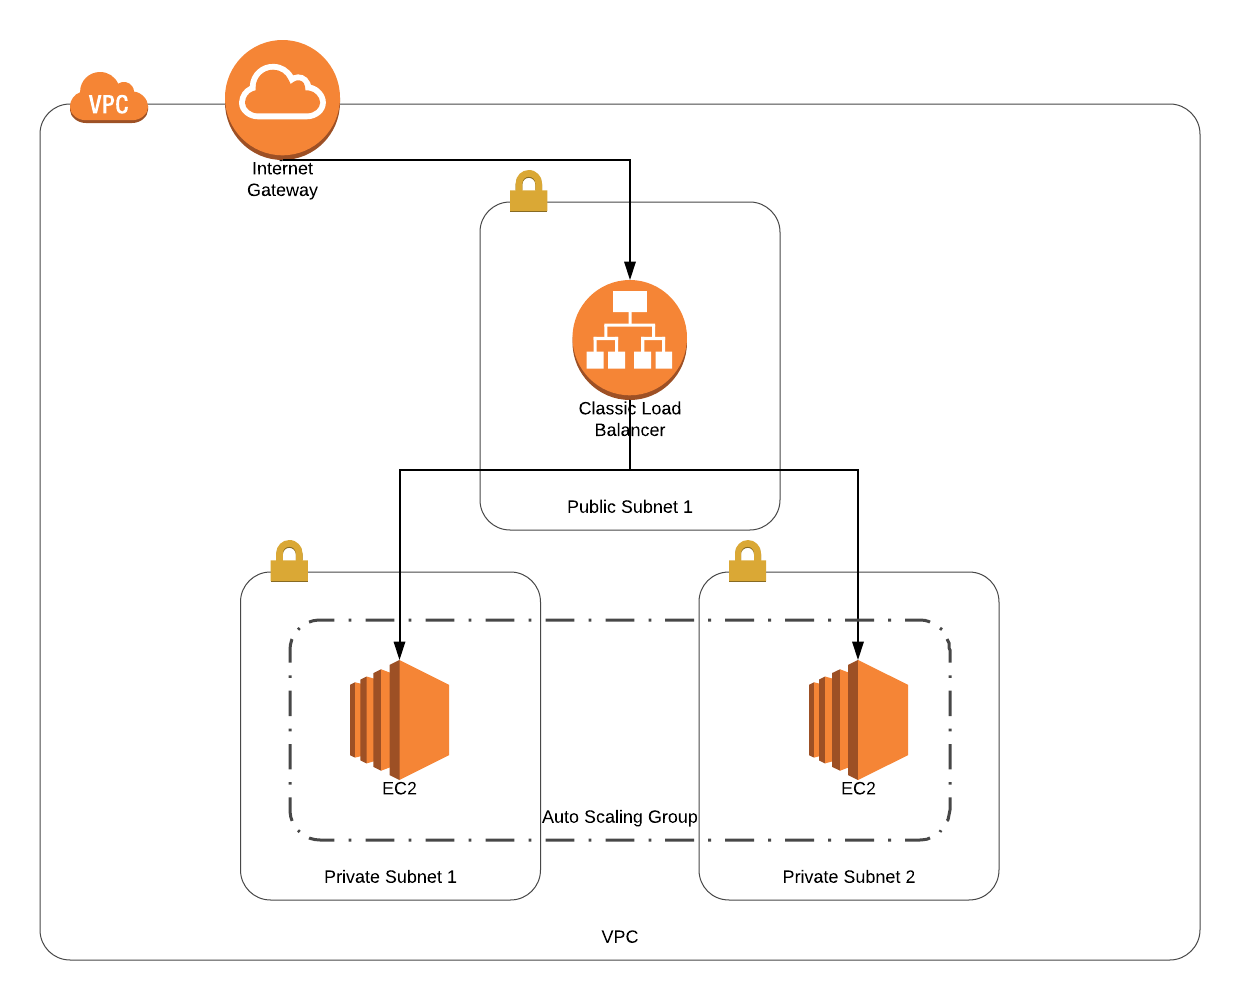 VPC
Internet
Gateway
Classic Load
Balancer
Public Subnet 1
EC2
EC2
Auto Scaling Group
Private Subnet 1
Private Subnet 2
VPC